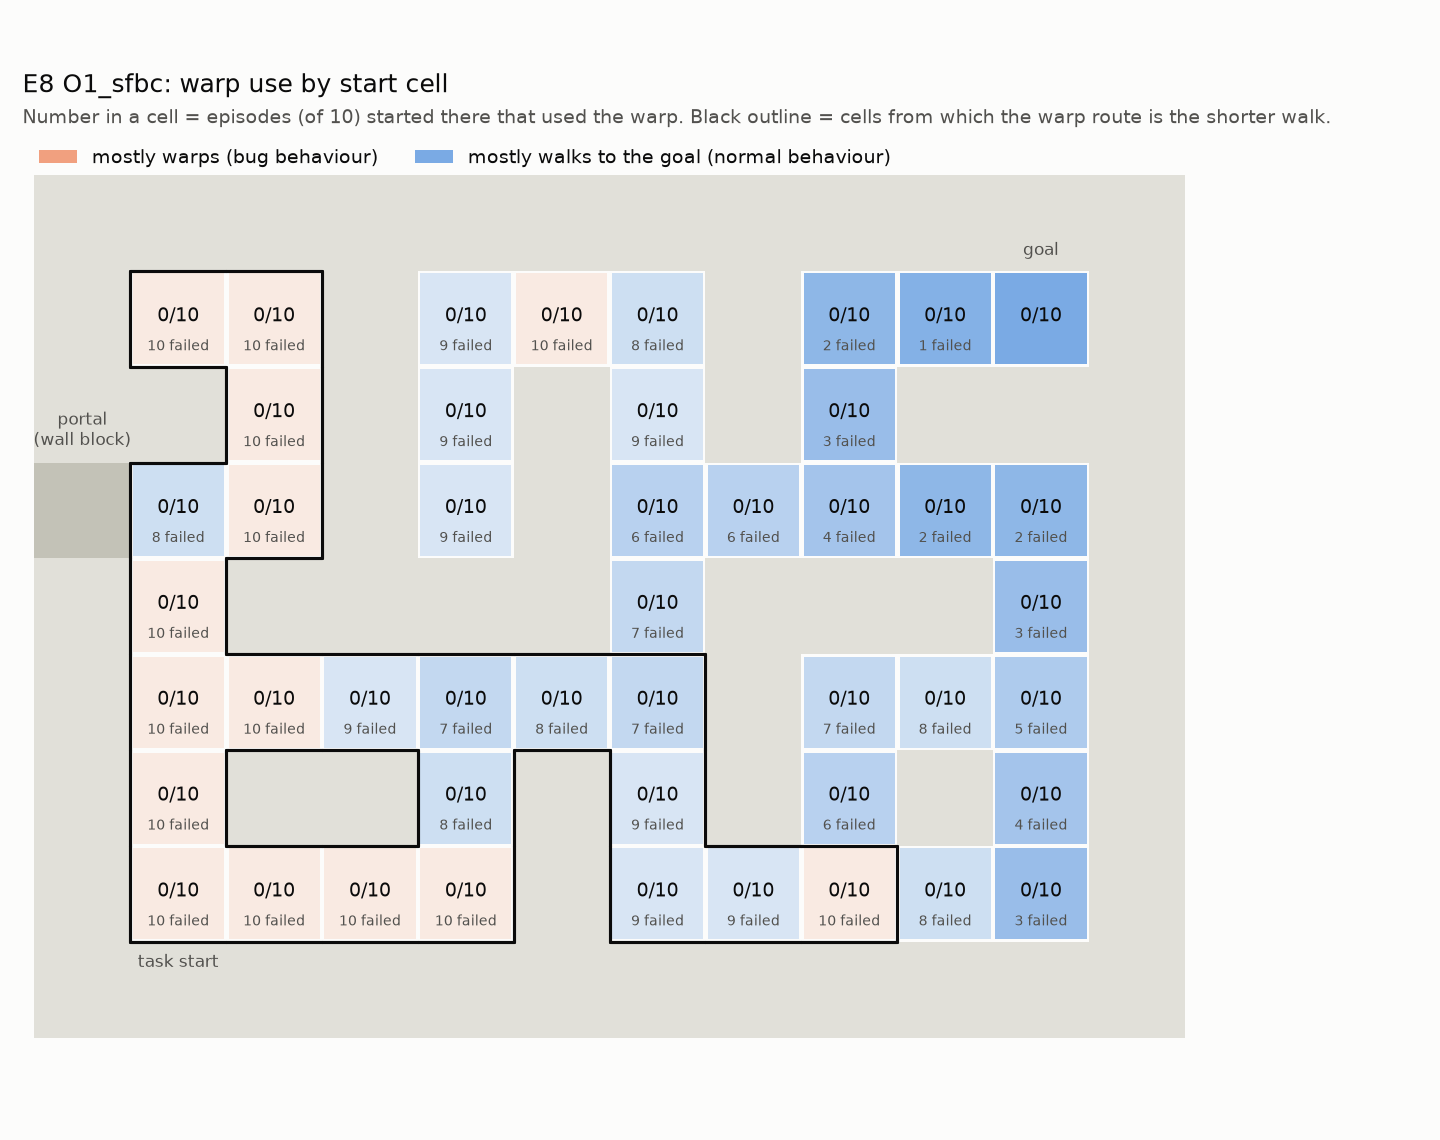 E8 O1_sfbc: warp use by start cell
Number in a cell = episodes (of 10) started there that used the warp. Black outline = cells from which the warp route is the shorter walk.
mostly warps (bug behaviour) mostly walks to the goal (normal behaviour)
goal
0/10 0/10 0/10 0/10 0/10 0/10 0/10 0/10
10 failed 10 failed 9 failed 10 failed 8 failed 2 failed 1 failed
portal
(wall block)
0/10 0/10 0/10 0/10
10 failed 9 failed 9 failed 3 failed
0/10 0/10 0/10 0/10 0/10 0/10 0/10 0/10
8 failed 10 failed 9 failed 6 failed 6 failed 4 failed 2 failed 2 failed
0/10 0/10 0/10
10 failed 7 failed 3 failed
0/10 0/10 0/10 0/10 0/10 0/10 0/10 0/10 0/10
10 failed 10 failed 9 failed 7 failed 8 failed 7 failed 7 failed 8 failed 5 failed
0/10 0/10 0/10 0/10 0/10
10 failed 8 failed 9 failed 6 failed 4 failed
0/10 0/10 0/10 0/10 0/10 0/10 0/10 0/10 0/10
10 failed 10 failed 10 failed 10 failed 9 failed 9 failed 10 failed 8 failed 3 failed
task start